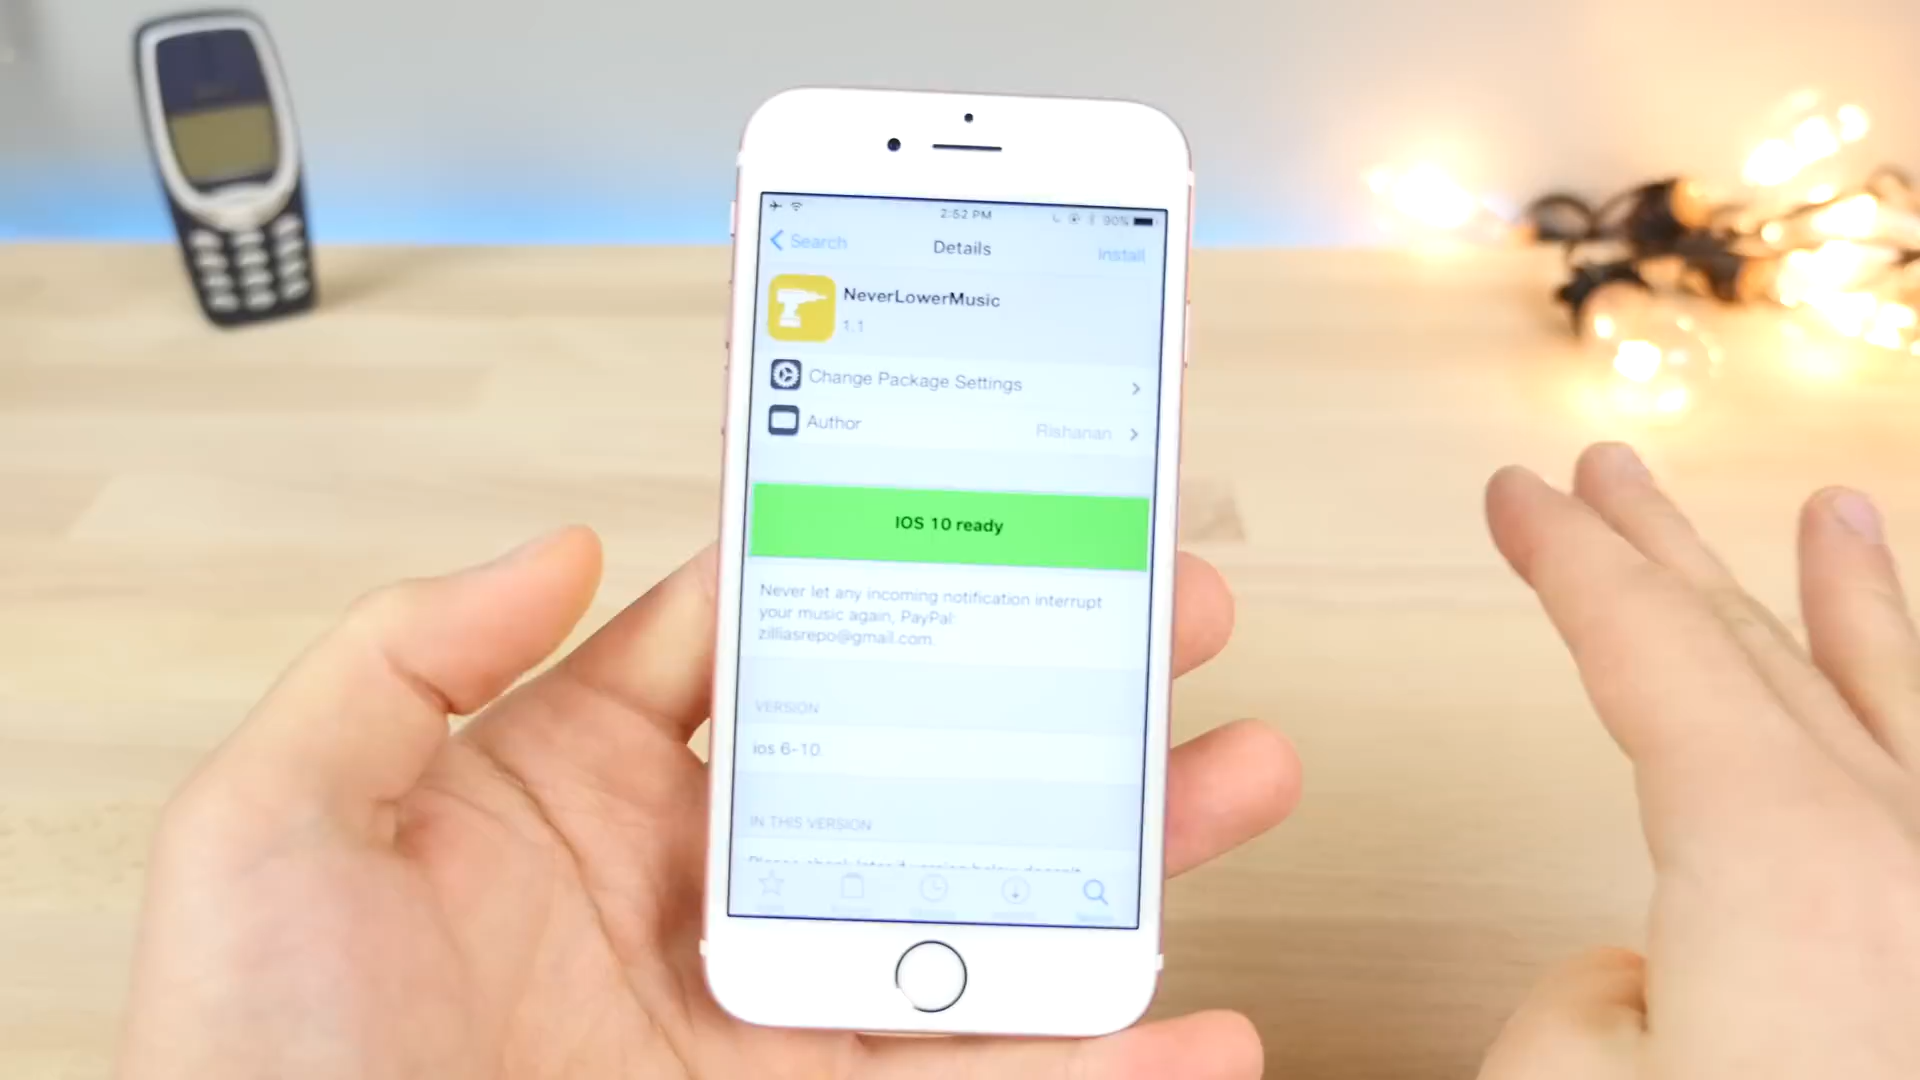 2:52 PM
90%
Search
Details
Install
NeverLowerMusic
1.1
Change Package Settings
Author
Rishanan
IOS 10 ready
Never let any incoming notification interrupt
your music again, PayPal:
zilliasrepo@gmail.com.
VERSION
ios 6-10
IN THIS VERSION